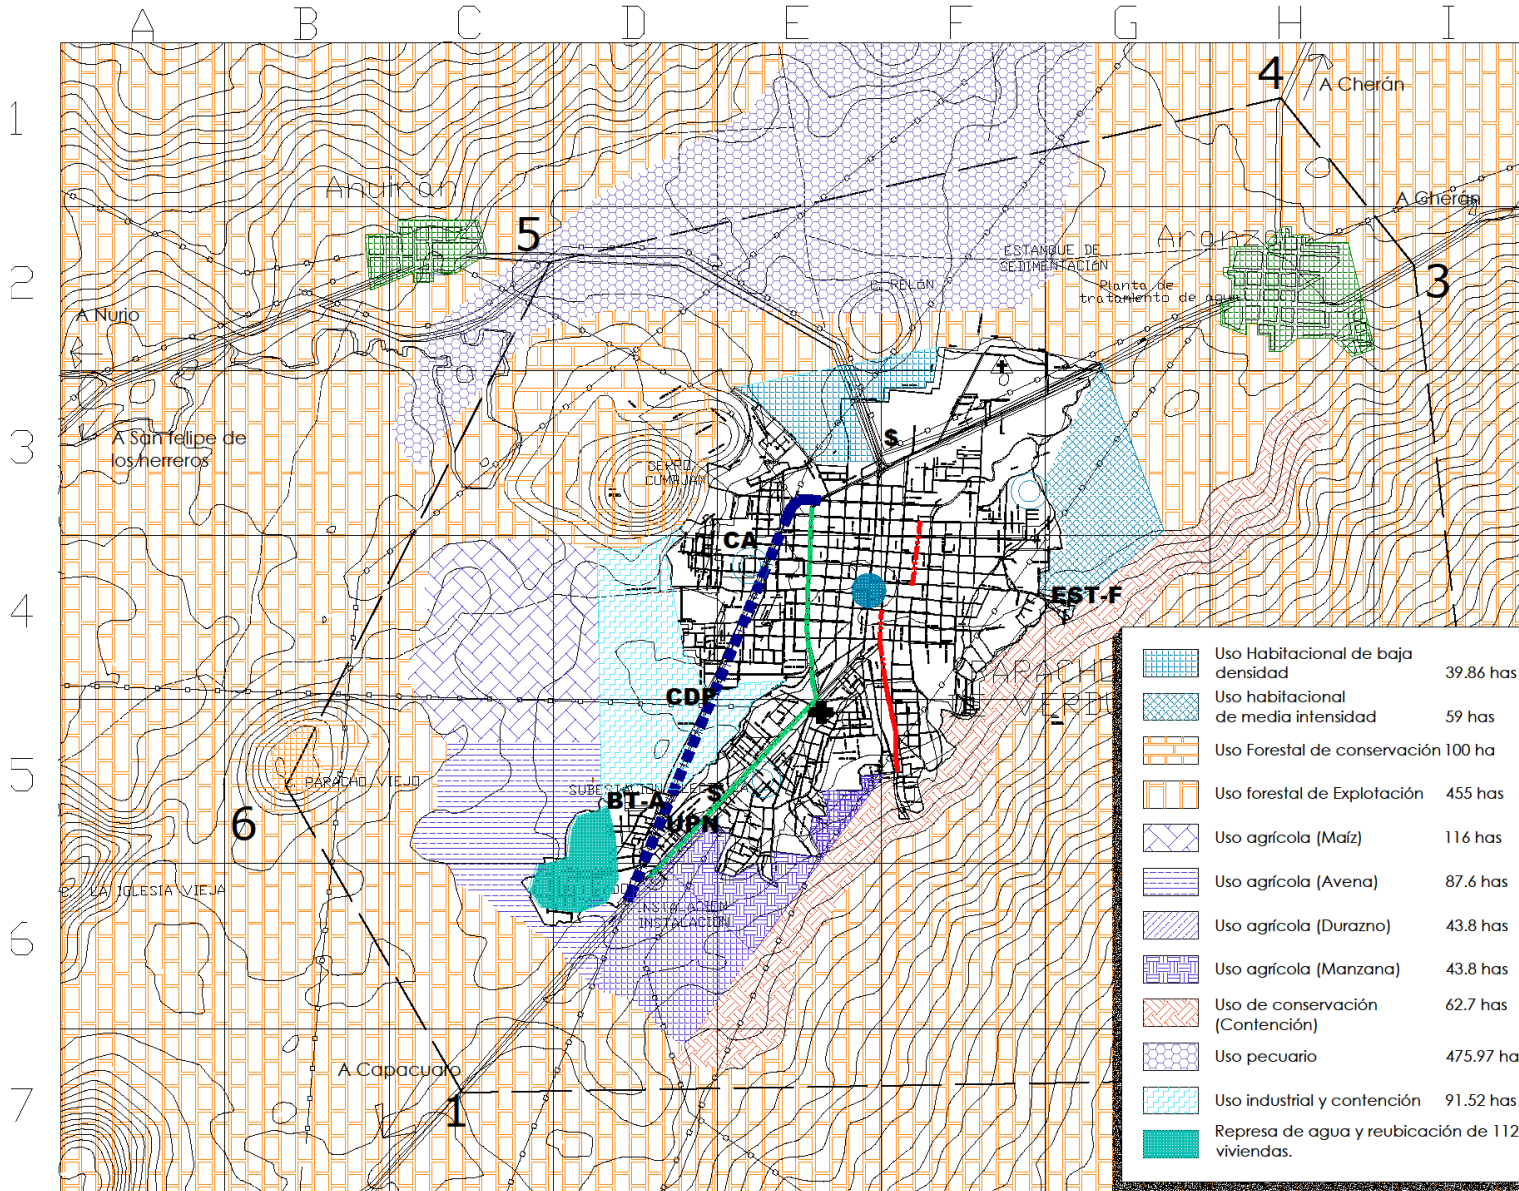 A B C D E F G H I
1
4
A Cherán
5
A Cherán
2
ESTANQUE DE
SEDIMENTACIÓN
3
Planta de
tratamiento de agua
A Nurio
3
$
A San felipe de
los herreros
CERRO
CUMAJAN
CA
4
EST-F
CDP
5
PARACHO VIEJO
BT-A
$
UPN
6
LA IGLESIA VIEJA
INSTALACIÓN
INSTALACIÓN
6
A Capacuaro
7
1
Uso Habitacional de baja
densidad 39.86 has
Uso habitacional
de media intensidad 59 has
Uso Forestal de conservación 100 ha
Uso forestal de Explotación 455 has
Uso agrícola (Maíz) 116 has
Uso agrícola (Avena) 87.6 has
Uso agrícola (Durazno) 43.8 has
Uso agrícola (Manzana) 43.8 has
Uso de conservación 62.7 has
(Contención)
Uso pecuario 475.97 ha
Uso industrial y contención 91.52 has
Represa de agua y reubicación de 112
viviendas.